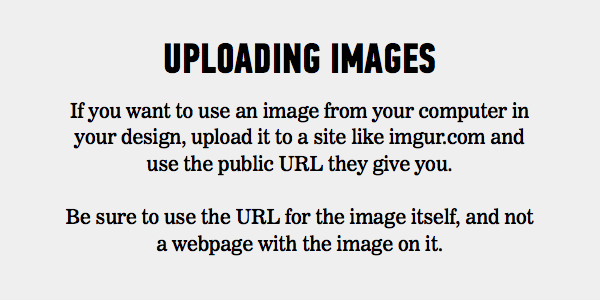 UPLOADING IMAGES
If you want to use an image from your computer in
your design, upload it to a site like imgur.com and
use the public URL they give you.
Be sure to use the URL for the image itself, and not
a webpage with the image on it.